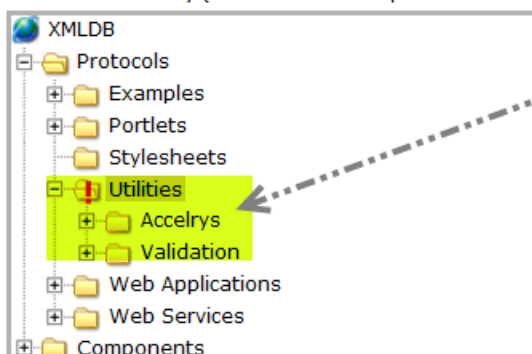 XMLDB
Protocols
Examples
Portlets
Stylesheets
Utilities
Accelrys
Validation
Web Applications
Web Services
Components